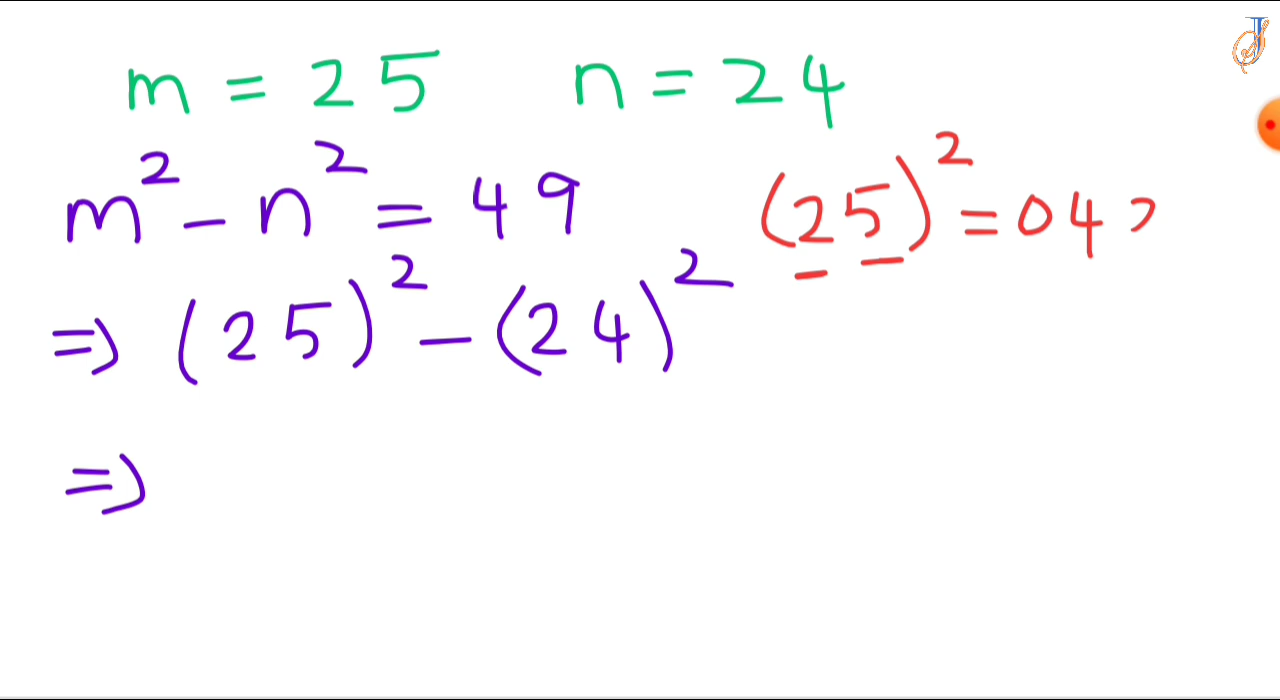 m = 25 n = 24
m² - n² = 49 (25)² = 04
=> (25)² - (24)²
=>